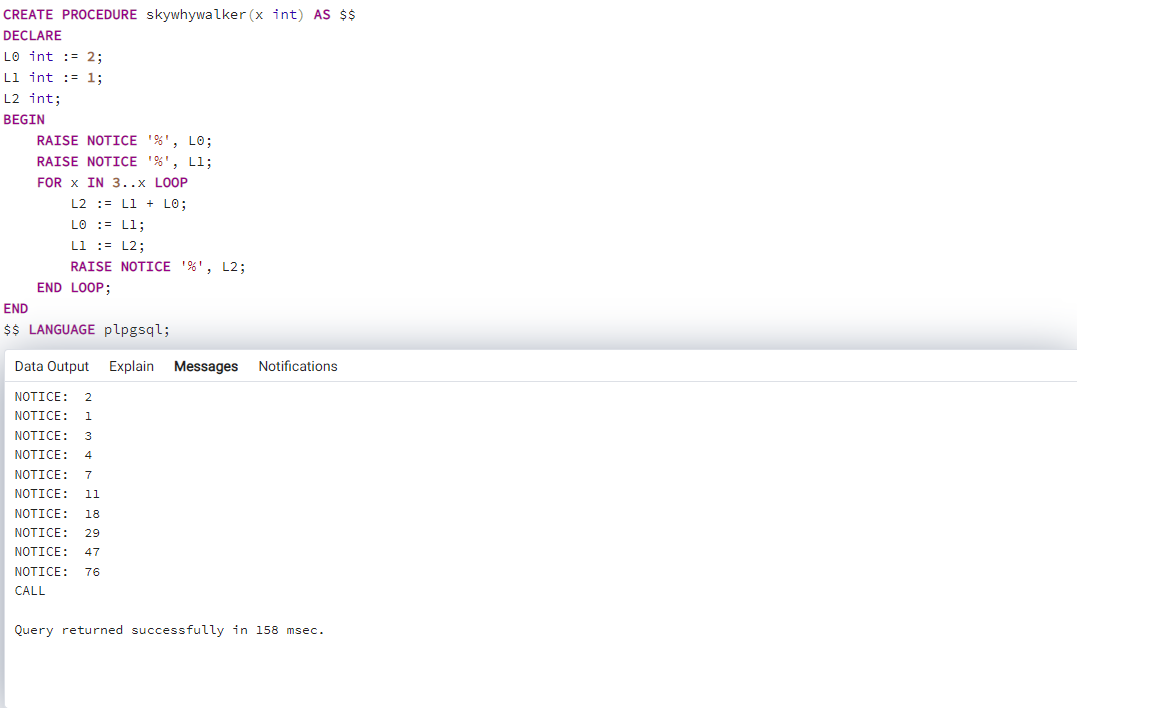 CREATE PROCEDURE skywhywalker(x int) AS $$
DECLARE
L0 int := 2;
L1 int := 1;
L2 int;
BEGIN
    RAISE NOTICE '%', L0;
    RAISE NOTICE '%', L1;
    FOR x IN 3..x LOOP
        L2 := L1 + L0;
        L0 := L1;
        L1 := L2;
        RAISE NOTICE '%', L2;
    END LOOP;
END
$$ LANGUAGE plpgsql;
Data Output Explain Messages Notifications
NOTICE:  2
NOTICE:  1
NOTICE:  3
NOTICE:  4
NOTICE:  7
NOTICE:  11
NOTICE:  18
NOTICE:  29
NOTICE:  47
NOTICE:  76
CALL
Query returned successfully in 158 msec.